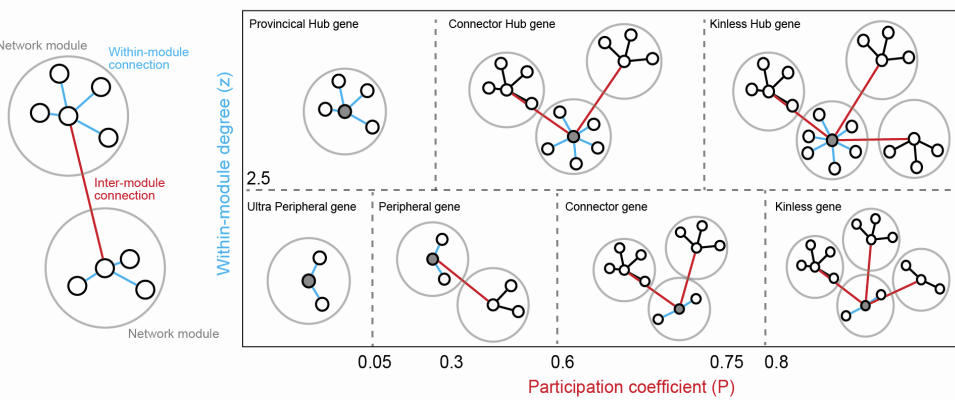 Network module
Within-module
connection
Inter-module
connection
Network module
Within-module degree (z)
Provincical Hub gene
Connector Hub gene
Kinless Hub gene
2.5
Ultra Peripheral gene
Peripheral gene
Connector gene
Kinless gene
0.05
0.3
0.6
0.75
0.8
Participation coefficient (P)